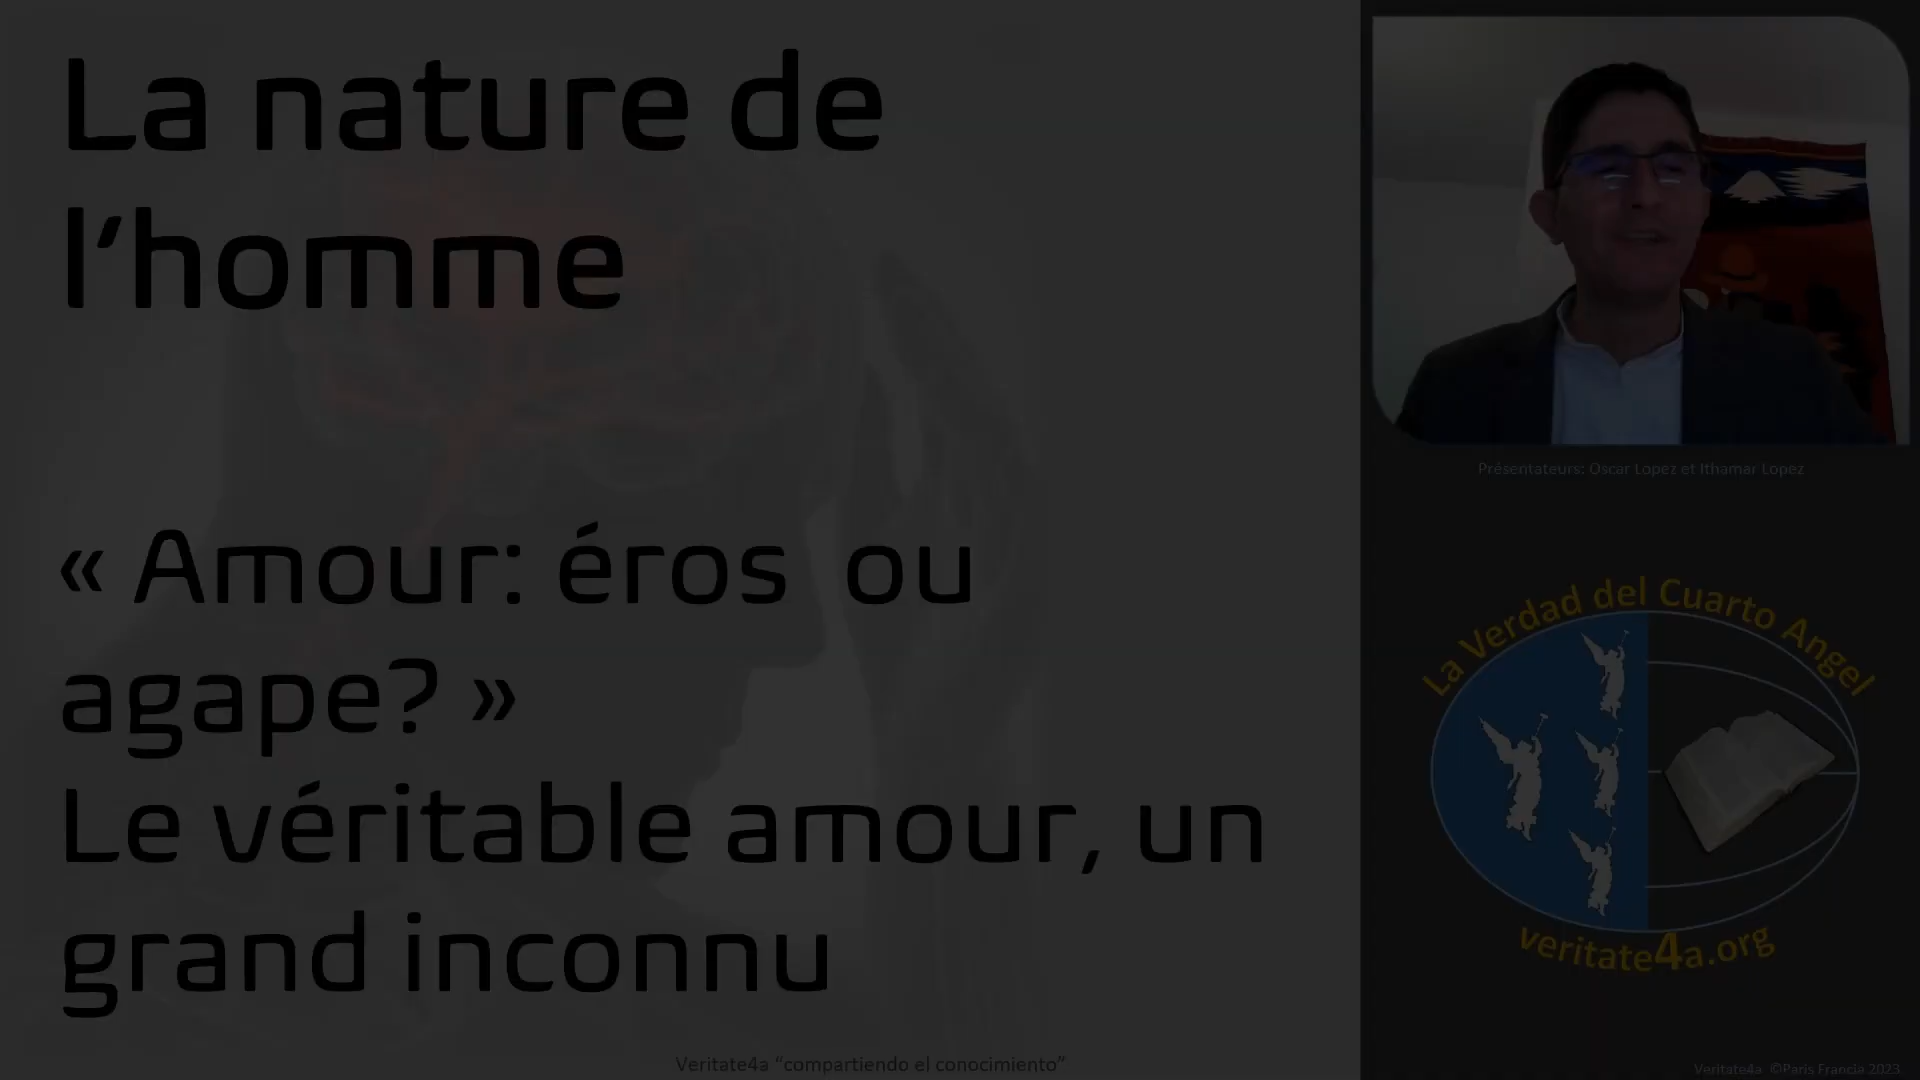 La nature de
l’homme
« Amour: éros ou
agape? »
Le véritable amour, un
grand inconnu
Veritate4a “compartiendo el conocimiento”
Présentateurs: Oscar Lopez et Ithamar Lopez
La Verdad del Cuarto Angel
veritate4a.org
Veritate4a ©Paris Francia 2023